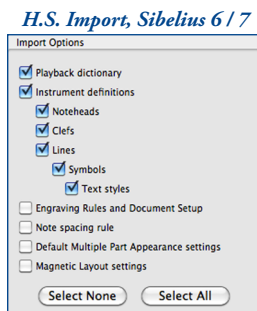 H.S. Import, Sibelius 6 / 7
Import Options
Playback dictionary
Instrument definitions
Noteheads
Clefs
Lines
Symbols
Text styles
Engraving Rules and Document Setup
Note spacing rule
Default Multiple Part Appearance settings
Magnetic Layout settings
Select None
Select All